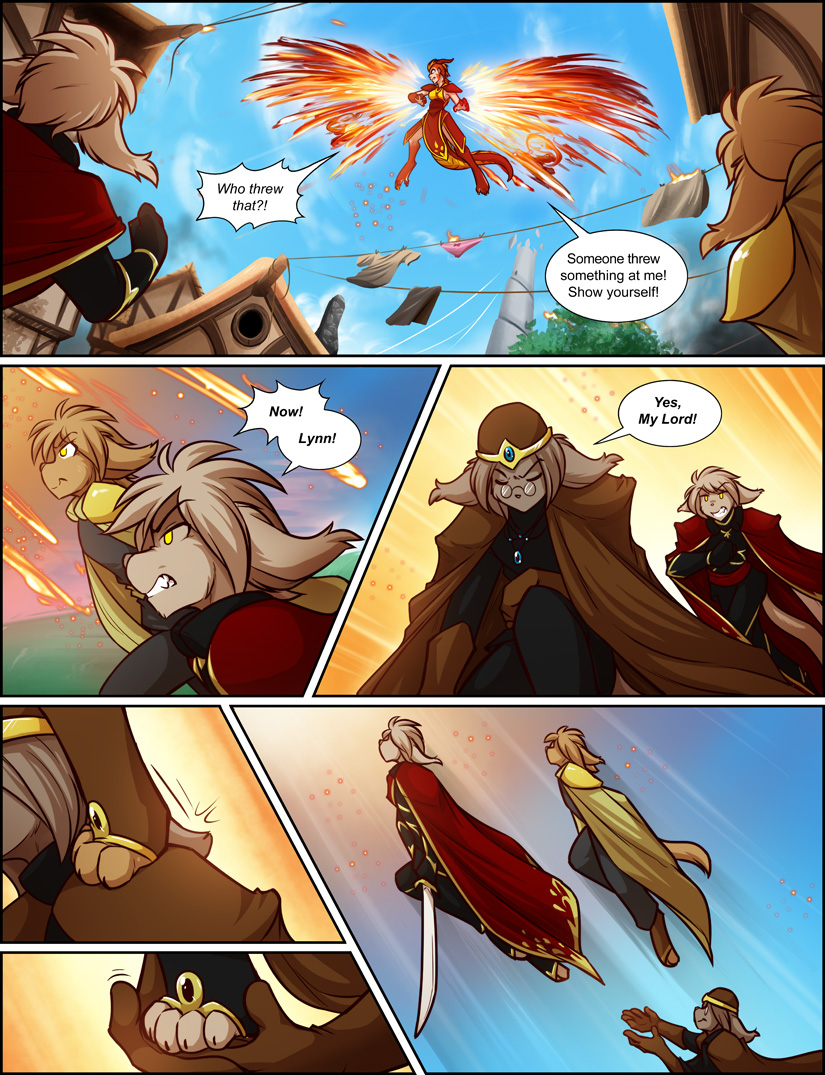 Who threw
that?!
Someone threw
something at me!
Show yourself!
Now!
Lynn!
Yes,
My Lord!